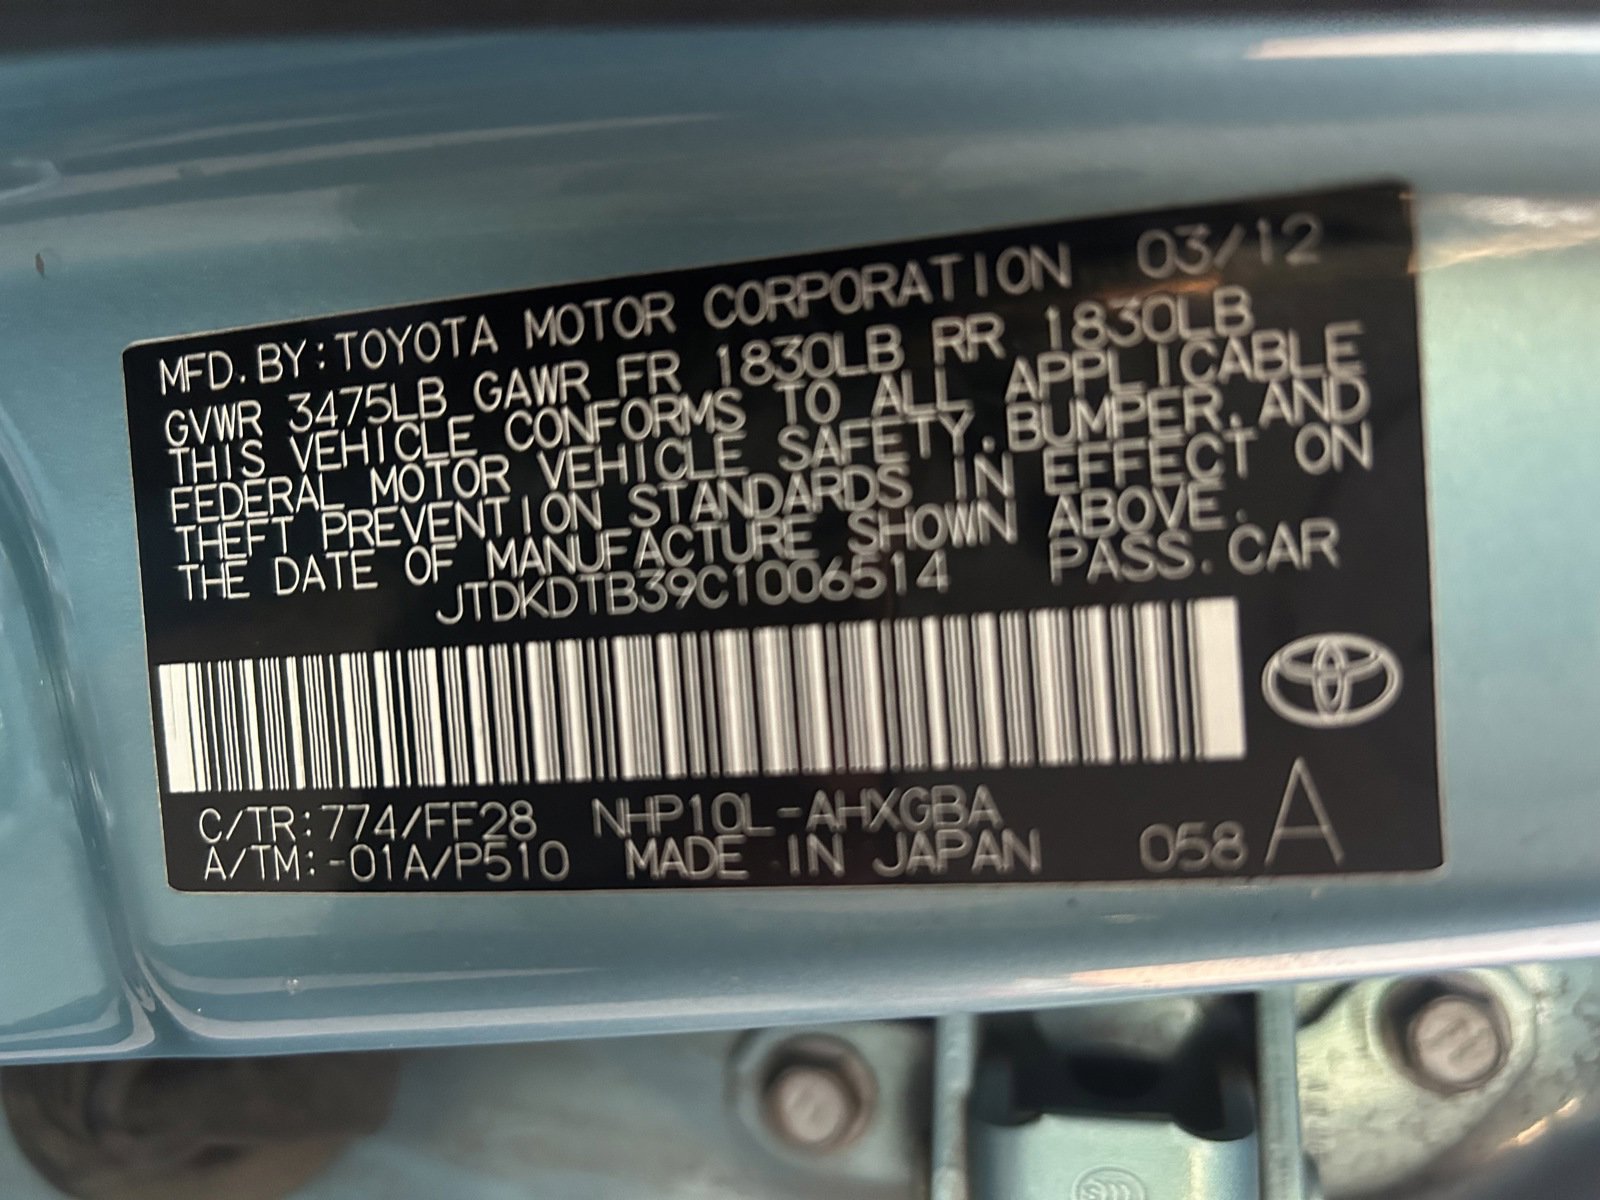 MFD. BY: TOYOTA MOTOR CORPORATION 03/12
GVWR 3475LB GAWR FR 1830LB RR 1830LB
THIS VEHICLE CONFORMS TO ALL APPLICABLE
FEDERAL MOTOR VEHICLE SAFETY, BUMPER, AND
THEFT PREVENTION STANDARDS IN EFFECT ON
THE DATE OF MANUFACTURE SHOWN ABOVE.
JTDKDTB39C1006514 PASS. CAR
C/TR: 774/FF28 NHP10L-AHXGBA
A/TM: -01A/P510 MADE IN JAPAN 058 A